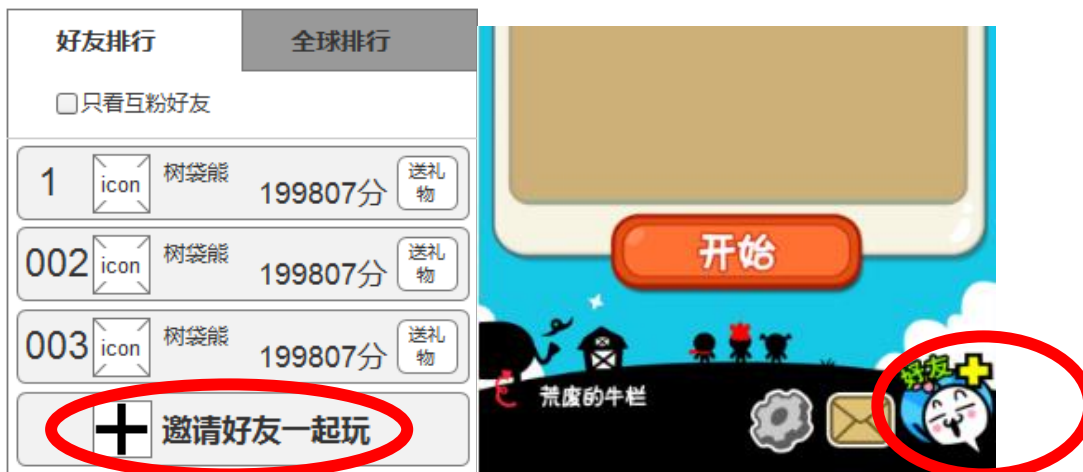 好友排行
全球排行
只看互粉好友
1
icon
树袋熊
199807分
送礼
物
002
icon
树袋熊
199807分
送礼
物
003
icon
树袋熊
199807分
送礼
物
邀请好友一起玩
开始
荒废的牛栏
好友